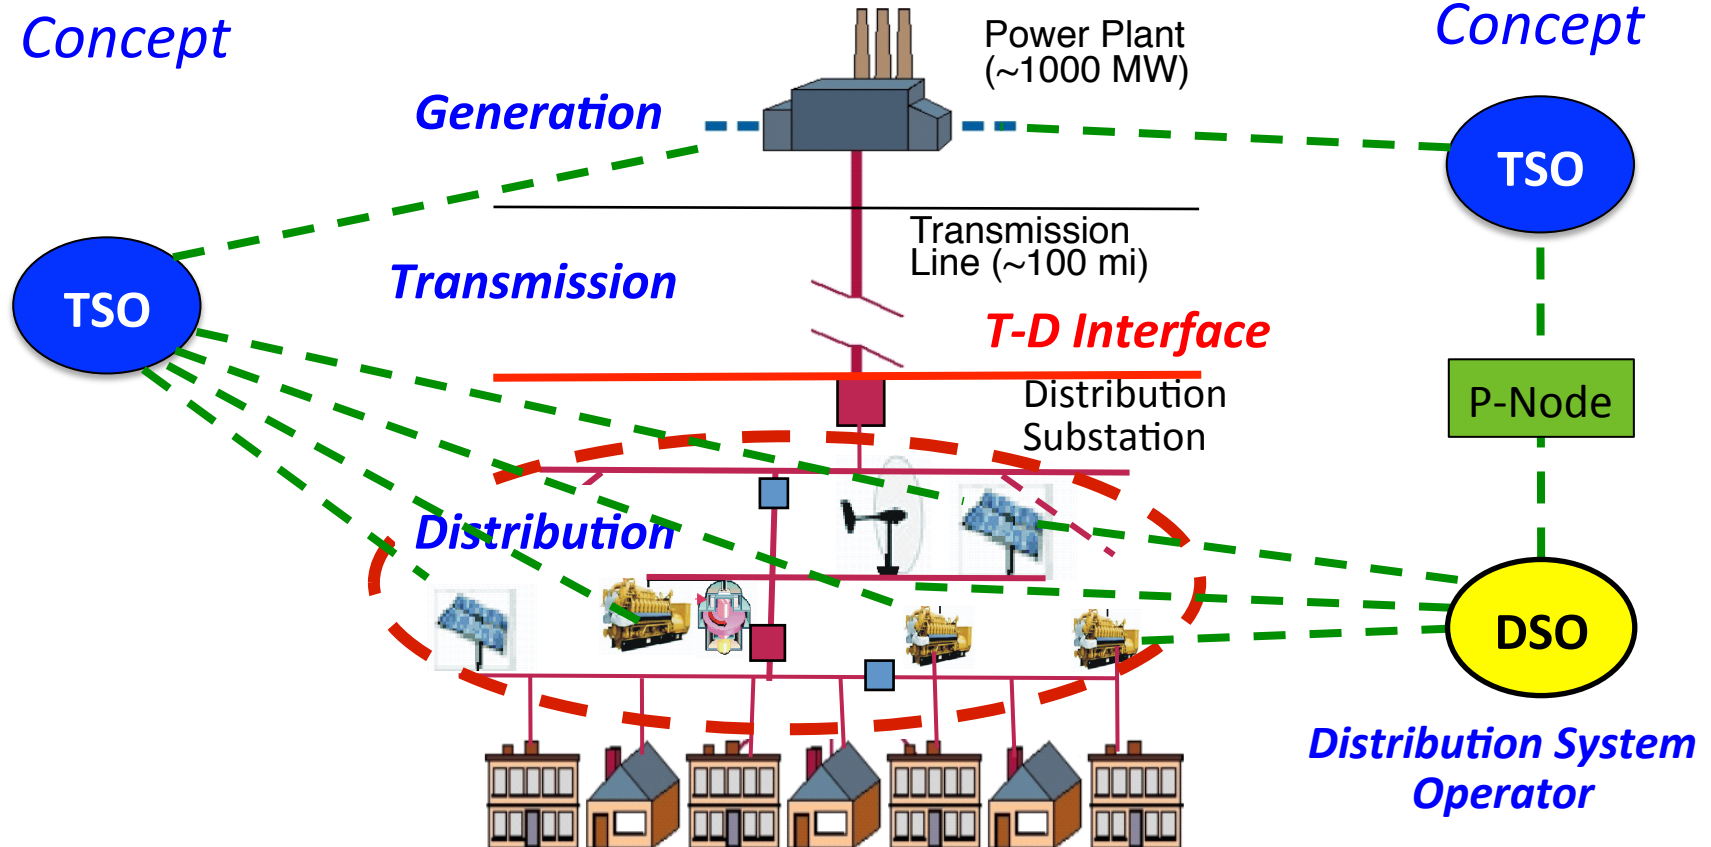 Concept
Concept
Power Plant
(~1000 MW)
Generation
TSO
Transmission
Line (~100 mi)
Transmission
TSO
T-D Interface
Distribution
Substation
P-Node
Distribution
DSO
Distribution System
Operator